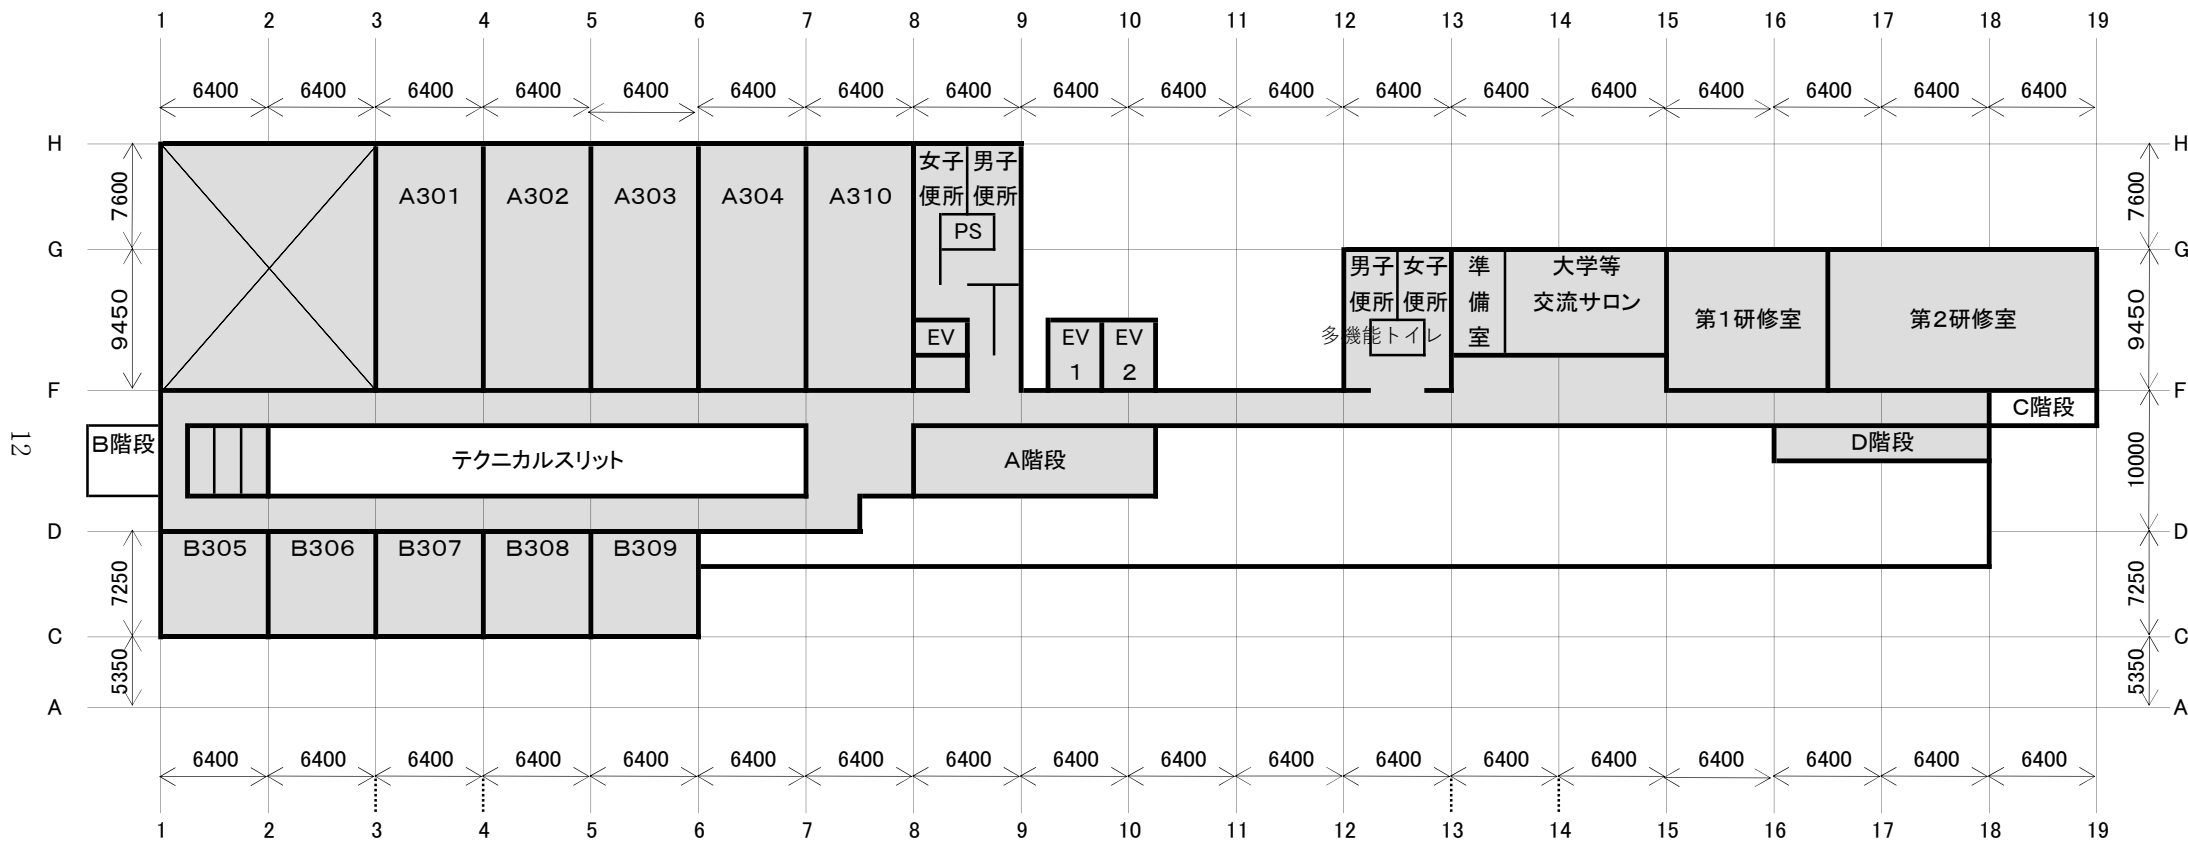 1 2 3 4 5 6 7 8 9 10 11 12 13 14 15 16 17 18 19
6400 6400 6400 6400 6400 6400 6400 6400 6400 6400 6400 6400 6400 6400 6400 6400 6400 6400
H H
7600 7600
女子 男子
便所 便所
A301 A302 A303 A304 A310
PS
G G
男子 女子 準 大学等
便所 便所 備 交流サロン
多機能トイレ 室
第1研修室 第2研修室
9450 9450
EV EV EV
1 2
F F
C階段
B階段 D階段
テクニカルスリット A階段
10000
12
D D
B305 B306 B307 B308 B309
7250 7250
C C
5350 5350
A A
6400 6400 6400 6400 6400 6400 6400 6400 6400 6400 6400 6400 6400 6400 6400 6400 6400 6400
1 2 3 4 5 6 7 8 9 10 11 12 13 14 15 16 17 18 19